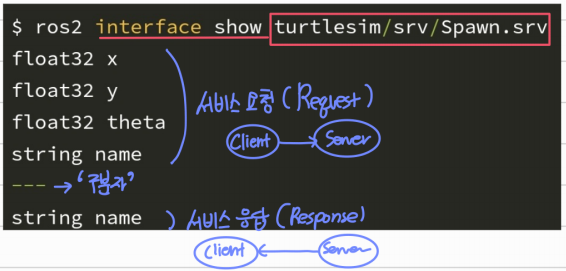 $ ros2 interface show turtlesim/srv/Spawn.srv
float32 x
float32 y
float32 theta
string name
서비스 요청 (Request)
Client → Server
--- → '구분자'
string name ) 서비스 응답 (Response)
Client ← Server